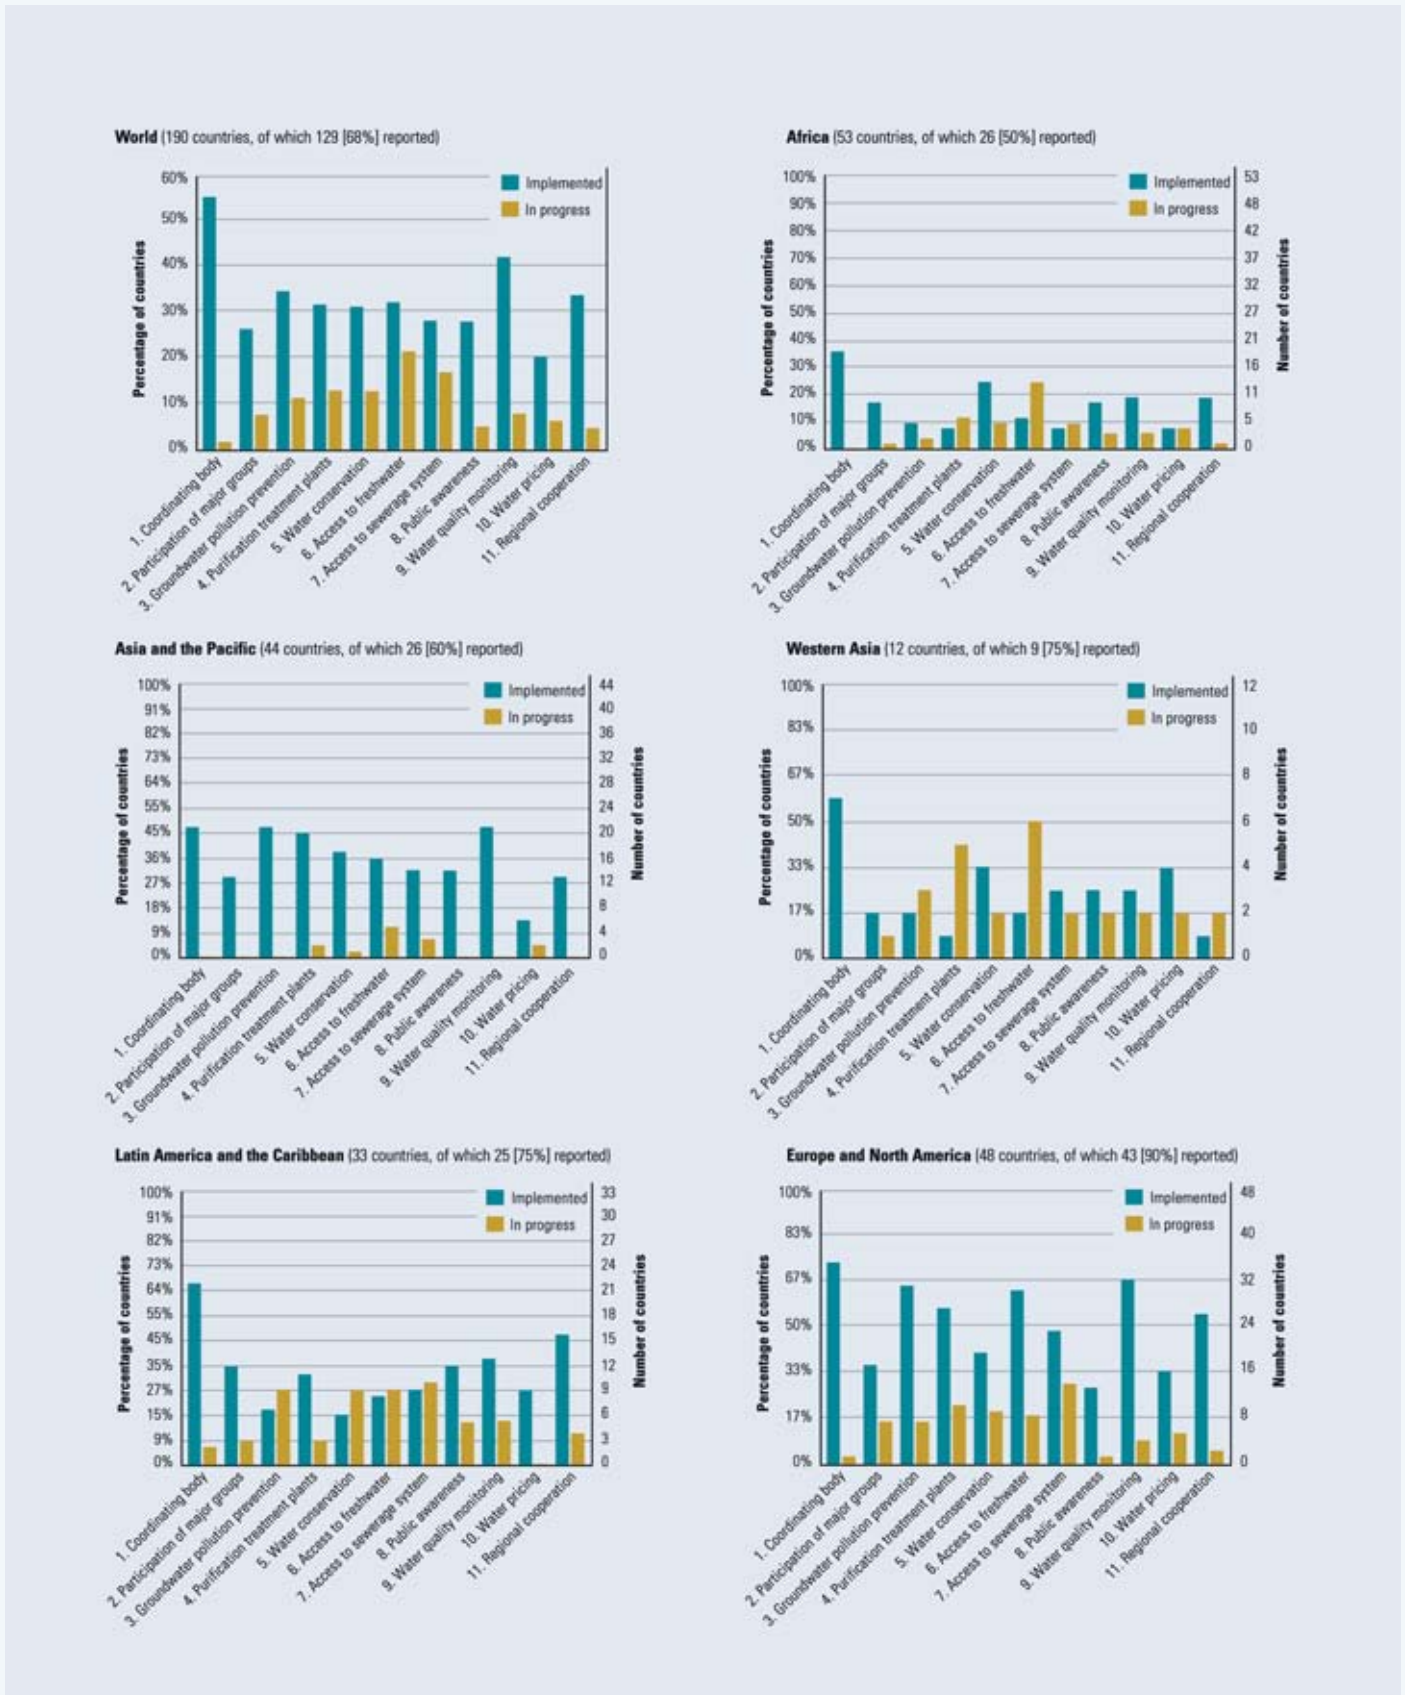 World (190 countries, of which 129 [68%] reported)
Percentage of countries
60%
50%
40%
30%
20%
10%
0%
Implemented
In progress
1. Coordinating body
2. Participation of major groups
3. Groundwater pollution prevention
4. Purification treatment plants
5. Water conservation
6. Access to freshwater
7. Access to sewerage system
8. Public awareness
9. Water quality monitoring
10. Water pricing
11. Regional cooperation
Africa (53 countries, of which 26 [50%] reported)
Percentage of countries
100%
90%
80%
70%
60%
50%
40%
30%
20%
10%
0%
Implemented
In progress
53
48
42
37
32
27
21
16
11
5
0
Number of countries
1. Coordinating body
2. Participation of major groups
3. Groundwater pollution prevention
4. Purification treatment plants
5. Water conservation
6. Access to freshwater
7. Access to sewerage system
8. Public awareness
9. Water quality monitoring
10. Water pricing
11. Regional cooperation
Asia and the Pacific (44 countries, of which 26 [60%] reported)
Percentage of countries
100%
91%
82%
73%
64%
55%
45%
36%
27%
18%
9%
0%
Implemented
In progress
44
40
36
32
28
24
20
16
12
8
4
0
Number of countries
1. Coordinating body
2. Participation of major groups
3. Groundwater pollution prevention
4. Purification treatment plants
5. Water conservation
6. Access to freshwater
7. Access to sewerage system
8. Public awareness
9. Water quality monitoring
10. Water pricing
11. Regional cooperation
Western Asia (12 countries, of which 9 [75%] reported)
Percentage of countries
100%
83%
67%
50%
33%
17%
0%
Implemented
In progress
12
10
8
6
4
2
0
Number of countries
1. Coordinating body
2. Participation of major groups
3. Groundwater pollution prevention
4. Purification treatment plants
5. Water conservation
6. Access to freshwater
7. Access to sewerage system
8. Public awareness
9. Water quality monitoring
10. Water pricing
11. Regional cooperation
Latin America and the Caribbean (33 countries, of which 25 [75%] reported)
Percentage of countries
100%
91%
82%
73%
64%
55%
45%
35%
27%
15%
9%
0%
Implemented
In progress
33
30
27
24
21
18
15
12
9
6
3
0
Number of countries
1. Coordinating body
2. Participation of major groups
3. Groundwater pollution prevention
4. Purification treatment plants
5. Water conservation
6. Access to freshwater
7. Access to sewerage system
8. Public awareness
9. Water quality monitoring
10. Water pricing
11. Regional cooperation
Europe and North America (48 countries, of which 43 [90%] reported)
Percentage of countries
100%
83%
67%
50%
33%
17%
0%
Implemented
In progress
48
40
32
24
16
8
0
Number of countries
1. Coordinating body
2. Participation of major groups
3. Groundwater pollution prevention
4. Purification treatment plants
5. Water conservation
6. Access to freshwater
7. Access to sewerage system
8. Public awareness
9. Water quality monitoring
10. Water pricing
11. Regional cooperation